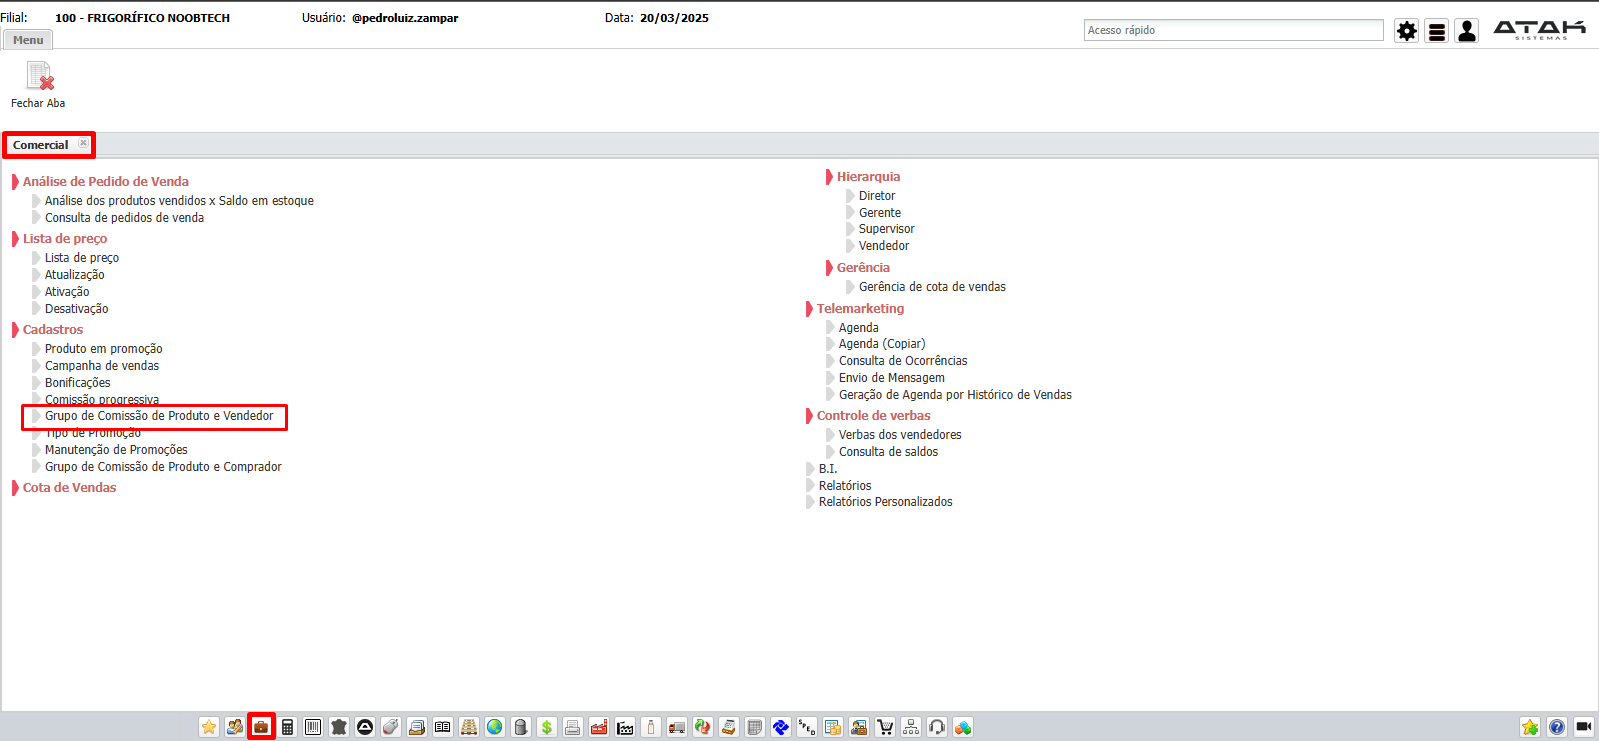 Filial: 100 - FRIGORÍFICO NOOBTECH Usuário: @pedroluiz.zampar Data: 20/03/2025
Acesso rápido
ATAK
SISTEMAS
Menu
Fechar Aba
Comercial
Análise de Pedido de Venda
Análise dos produtos vendidos x Saldo em estoque
Consulta de pedidos de venda
Lista de preço
Lista de preço
Atualização
Ativação
Desativação
Cadastros
Produto em promoção
Campanha de vendas
Bonificações
Comissão progressiva
Grupo de Comissão de Produto e Vendedor
Tipo de Promoção
Manutenção de Promoções
Grupo de Comissão de Produto e Comprador
Cota de Vendas
Hierarquia
Diretor
Gerente
Supervisor
Vendedor
Gerência
Gerência de cota de vendas
Telemarketing
Agenda
Agenda (Copiar)
Consulta de Ocorrências
Envio de Mensagem
Geração de Agenda por Histórico de Vendas
Controle de verbas
Verbas dos vendedores
Consulta de saldos
B.I.
Relatórios
Relatórios Personalizados
SPED